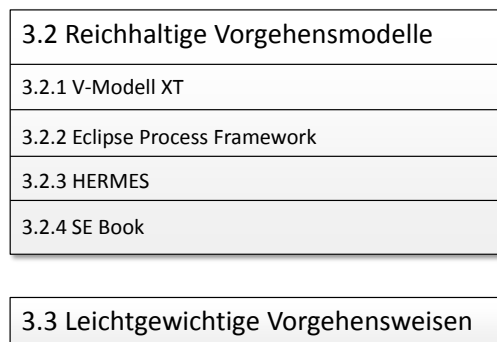 3.2 Reichhaltige Vorgehensmodelle
3.2.1 V-Modell XT
3.2.2 Eclipse Process Framework
3.2.3 HERMES
3.2.4 SE Book
3.3 Leichtgewichtige Vorgehensweisen